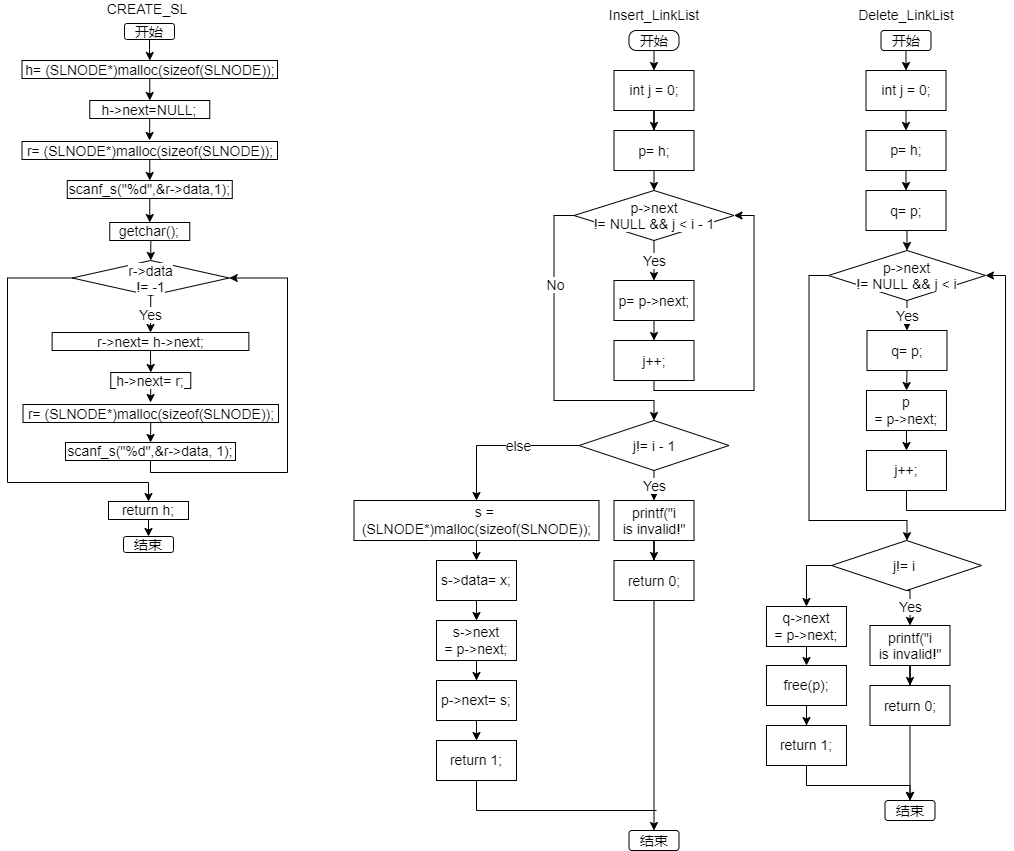 CREATE_SL
开始
h= (SLNODE*)malloc(sizeof(SLNODE));
h->next=NULL;
r= (SLNODE*)malloc(sizeof(SLNODE));
scanf_s("%d",&r->data,1);
getchar();
r->data
!= -1
Yes
r->next= h->next;
h->next= r;
r= (SLNODE*)malloc(sizeof(SLNODE));
scanf_s("%d",&r->data, 1);
return h;
结束
Insert_LinkList
开始
int j = 0;
p= h;
p->next
!= NULL && j < i - 1
Yes
No
p= p->next;
j++;
j!= i - 1
else
Yes
s =
(SLNODE*)malloc(sizeof(SLNODE));
printf("i
is invalid!"
s->data= x;
return 0;
s->next
= p->next;
p->next= s;
return 1;
结束
Delete_LinkList
开始
int j = 0;
p= h;
q= p;
p->next
!= NULL && j < i
Yes
q= p;
p
= p->next;
j++;
j!= i
Yes
q->next
= p->next;
printf("i
is invalid!"
free(p);
return 0;
return 1;
结束